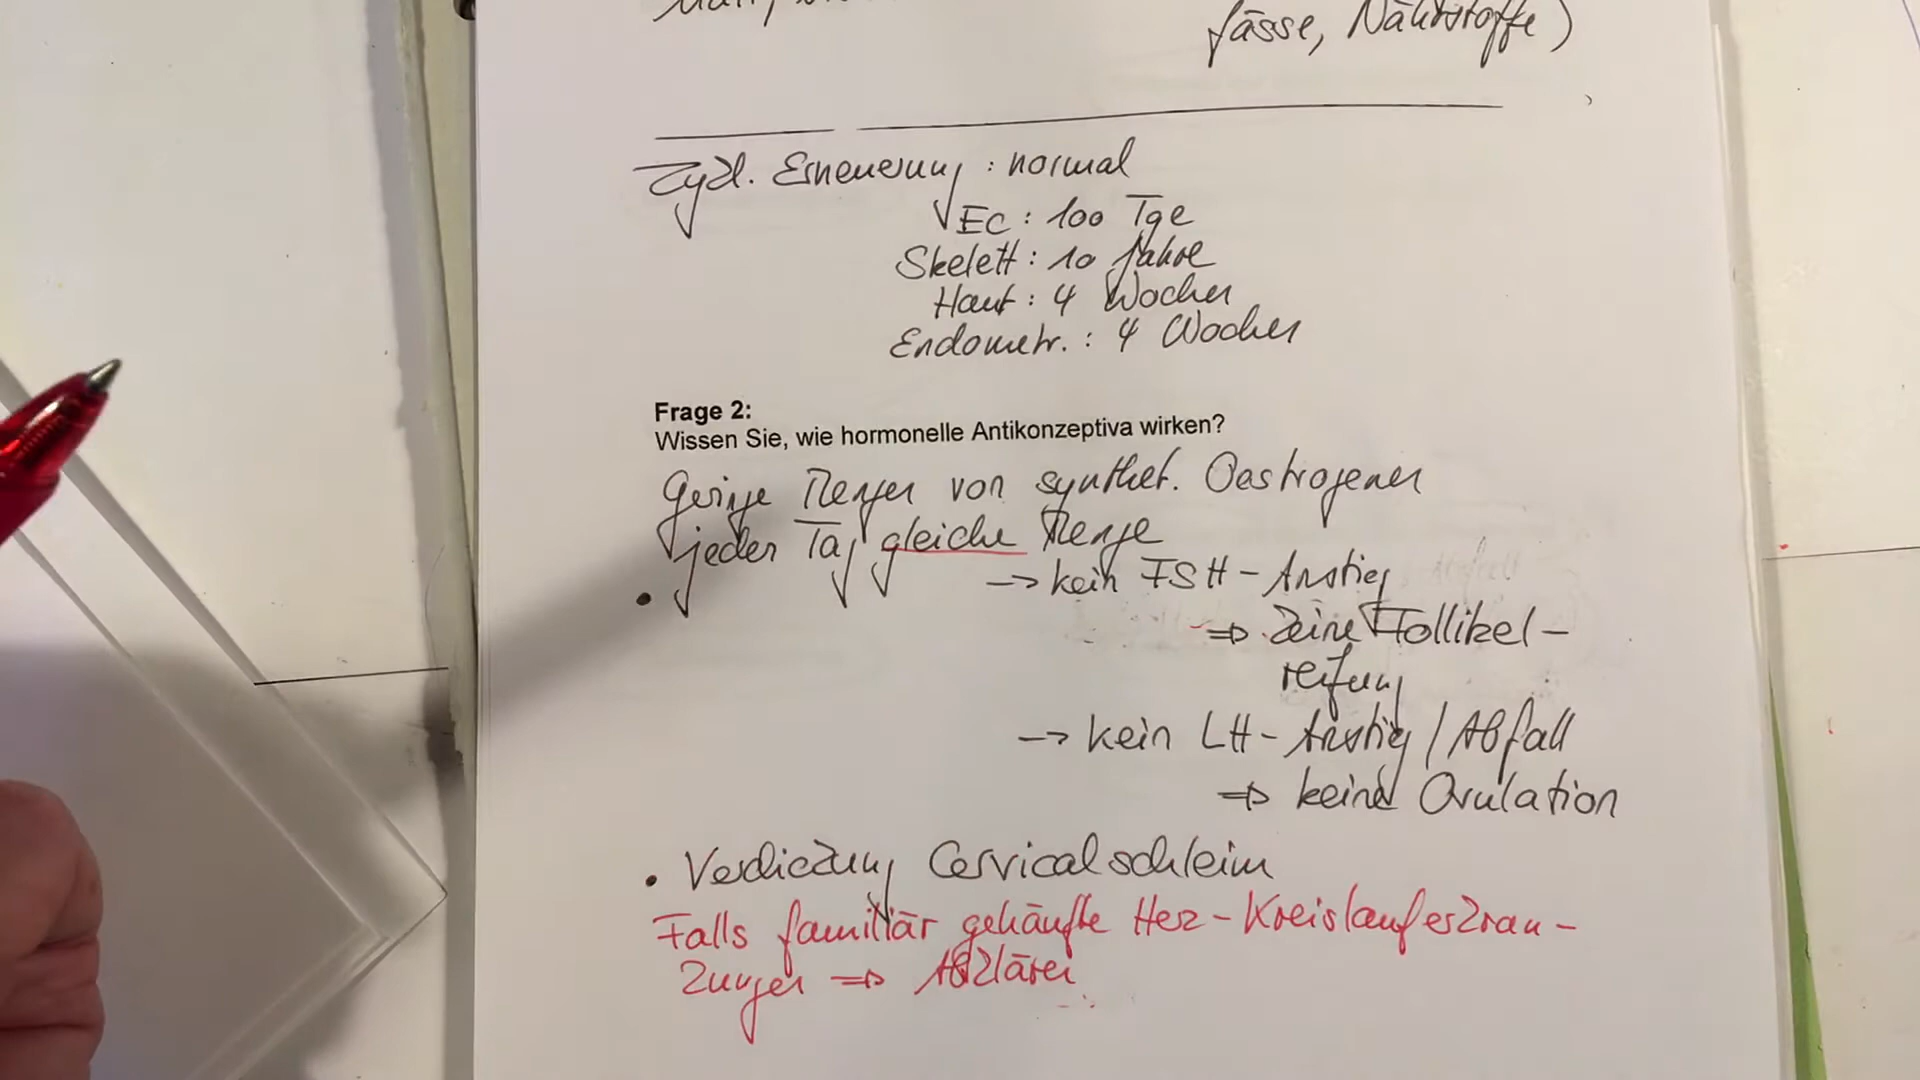 fässe, Nährstoffe)
Zykl. Erneuerung : normal
EC : 100 Tge
Skelett : 10 Jahre
Haut : 4 Wochen
Endometr. : 4 Wochen
Frage 2:
Wissen Sie, wie hormonelle Antikonzeptiva wirken?
Geringe Mengen von synthet. Oestrogenen
jeden Tag gleiche Menge
→ kein FSH-Anstieg
⇒ keine Follikel-
reifung
→ kein LH-Anstieg / Abfall
⇒ keine Ovulation
• Verdickung Cervicalschleim
Falls familiär gehäufte Herz-Kreislauferkran-
kungen ⇒ Abklären